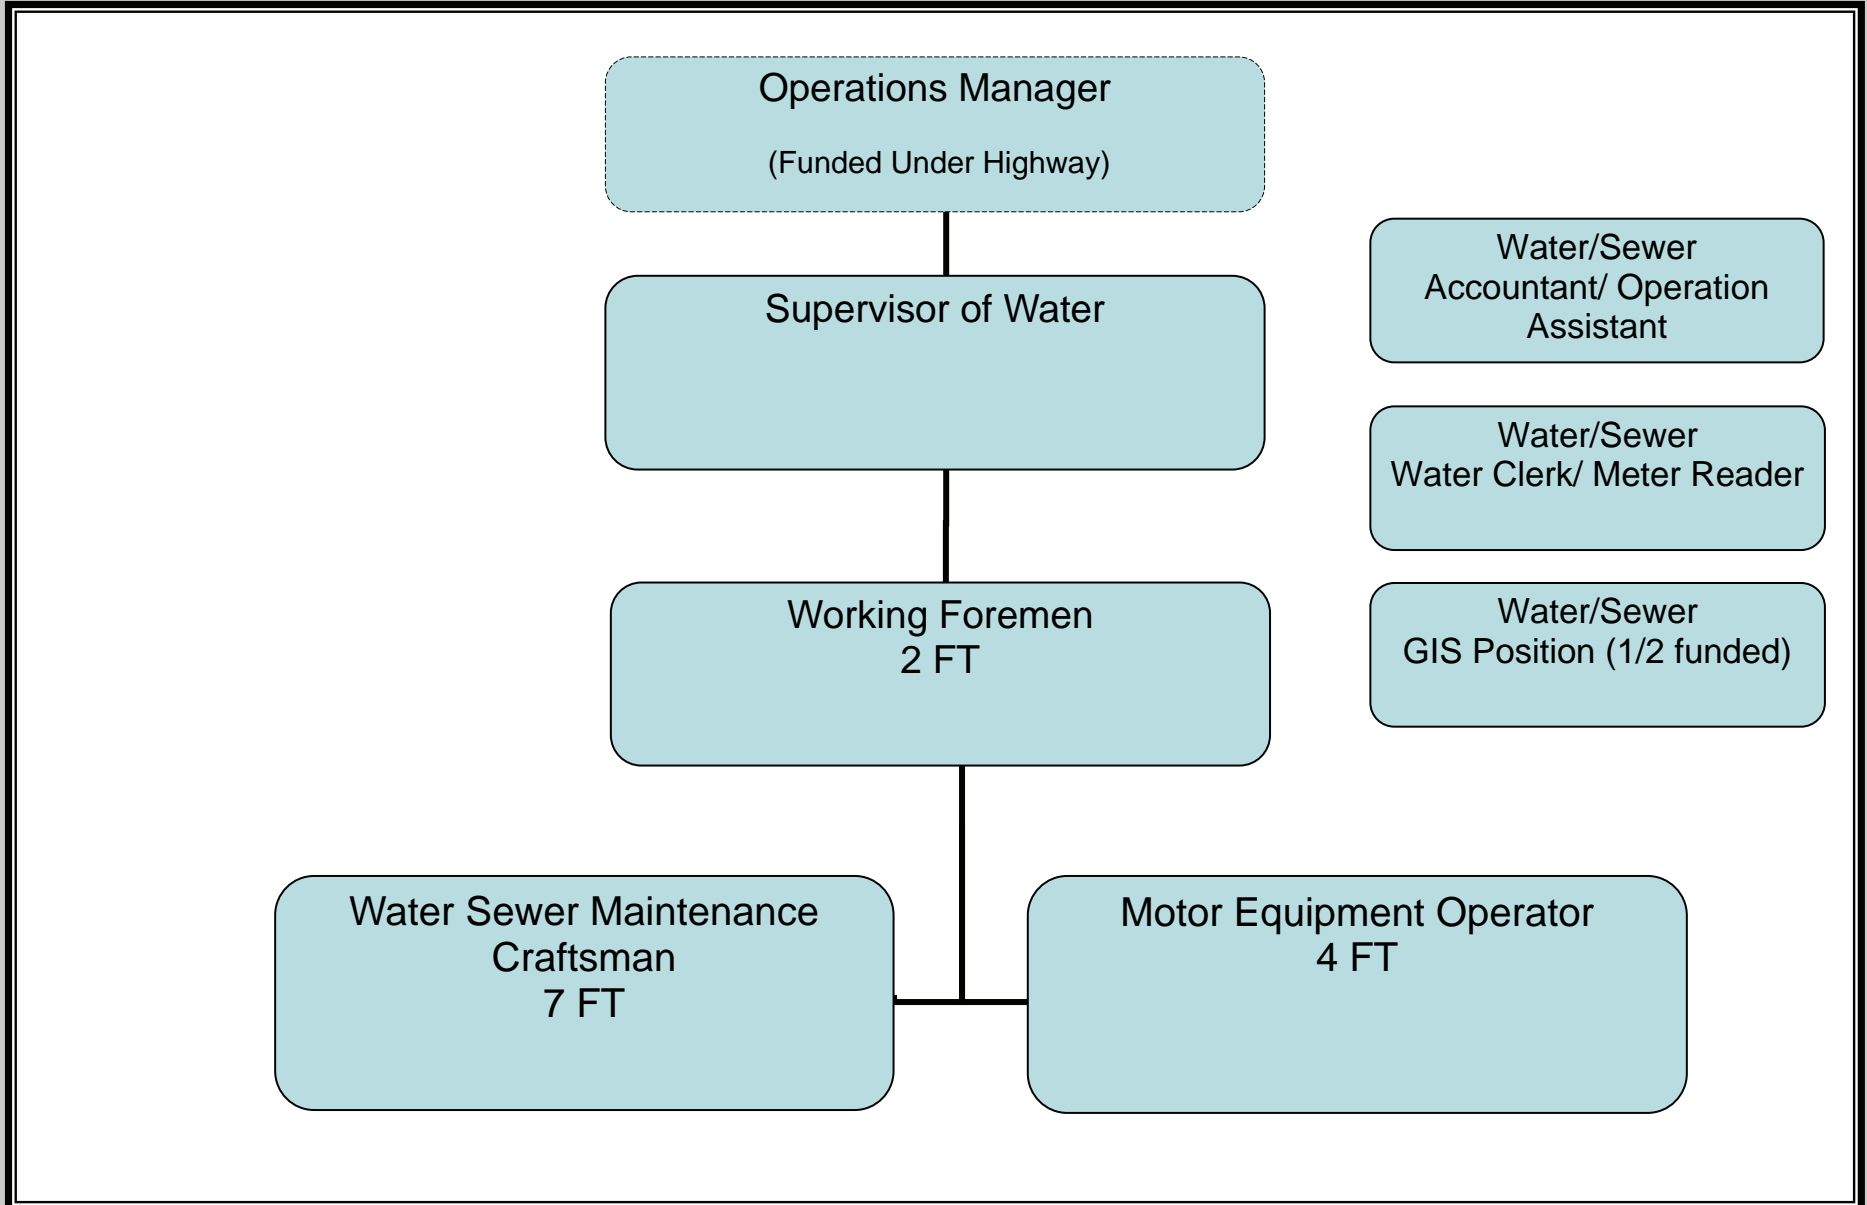 Operations Manager
(Funded Under Highway)
Supervisor of Water
Working Foremen
2 FT
Water Sewer Maintenance
Craftsman
7 FT
Motor Equipment Operator
4 FT
Water/Sewer
Accountant/ Operation
Assistant
Water/Sewer
Water Clerk/ Meter Reader
Water/Sewer
GIS Position (1/2 funded)